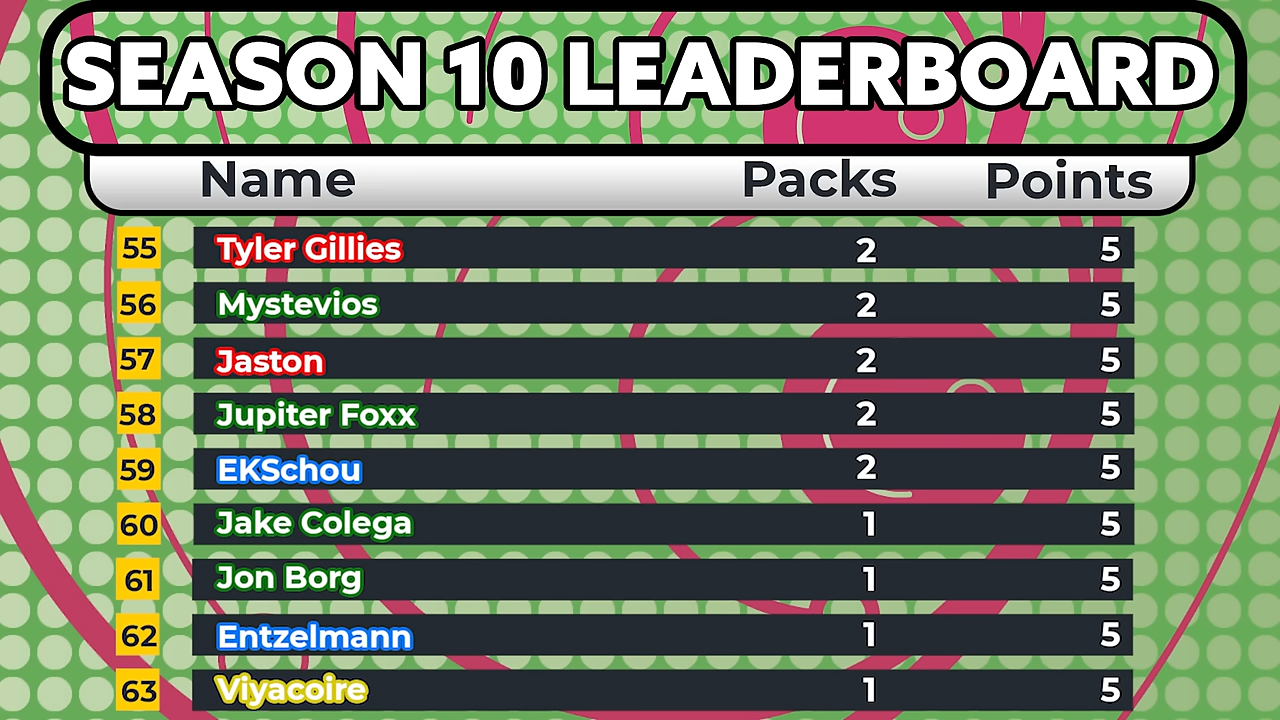 SEASON 10 LEADERBOARD
Name Packs Points
55 Tyler Gillies 2 5
56 Mystevios 2 5
57 Jaston 2 5
58 Jupiter Foxx 2 5
59 EKSchou 2 5
60 Jake Colega 1 5
61 Jon Borg 1 5
62 Entzelmann 1 5
63 Viyacoire 1 5